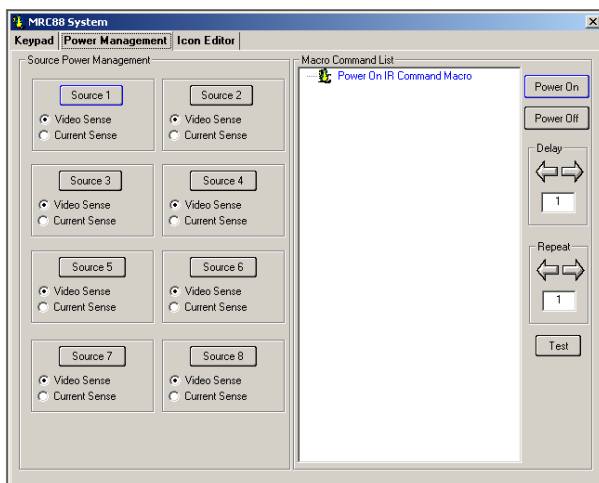 MRC88 System
Keypad Power Management Icon Editor
Source Power Management
Source 1
Video Sense
Current Sense
Source 2
Video Sense
Current Sense
Source 3
Video Sense
Current Sense
Source 4
Video Sense
Current Sense
Source 5
Video Sense
Current Sense
Source 6
Video Sense
Current Sense
Source 7
Video Sense
Current Sense
Source 8
Video Sense
Current Sense
Macro Command List
Power On IR Command Macro
Power On
Power Off
Delay
1
Repeat
1
Test